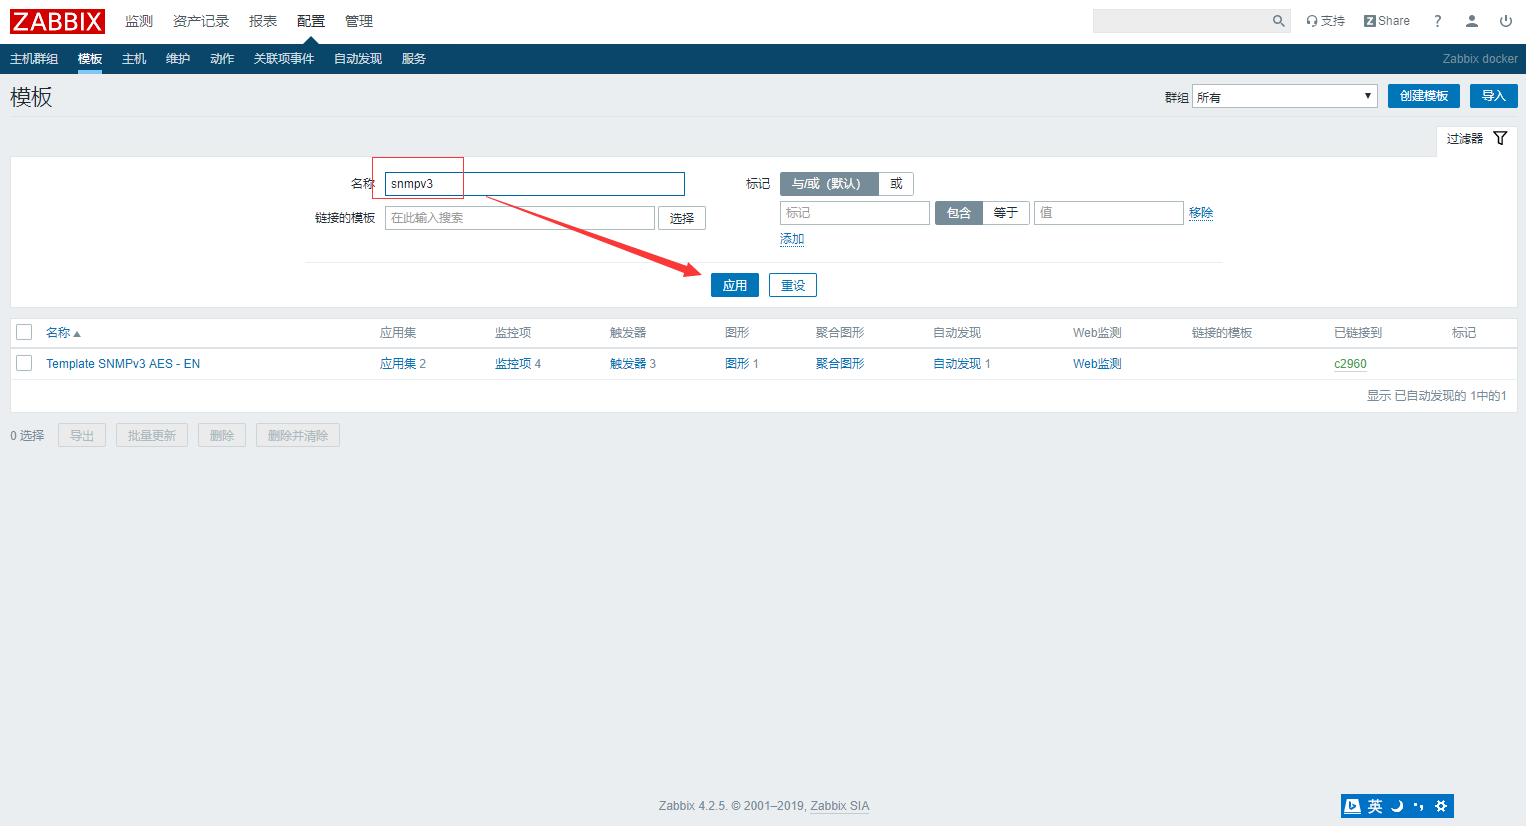 ZABBIX 监测 资产记录 报表 配置 管理 支持 Z Share ?
主机群组 模板 主机 维护 动作 关联项事件 自动发现 服务 Zabbix docker
模板 群组 所有 创建模板 导入
过滤器
名称 snmpv3 标记 与/或（默认） 或
链接的模板 在此输入搜索 选择 标记 包含 等于 值 移除
添加
应用 重设
名称 应用集 监控项 触发器 图形 聚合图形 自动发现 Web监测 链接的模板 已链接到 标记
Template SNMPv3 AES - EN 应用集 2 监控项 4 触发器 3 图形 1 聚合图形 自动发现 1 Web监测 c2960
显示 已自动发现的 1中的1
0 选择 导出 批量更新 删除 删除并清除
Zabbix 4.2.5. © 2001–2019, Zabbix SIA
英